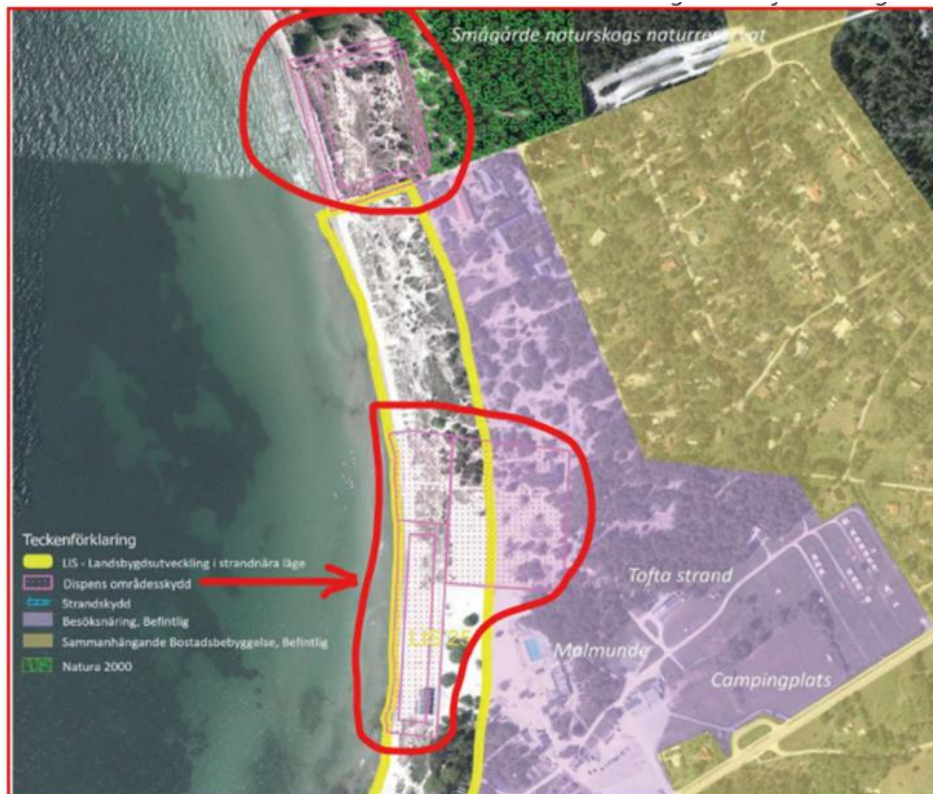 Smågårde naturskogs naturreservat
Teckenförklaring
LIS - Landsbygdsutveckling i strandnära läge
Dispens områdesskydd
Strandskydd
Besöksnäring, Befintlig
Sammanhängande Bostadsbebyggelse, Befintlig
Natura 2000
Tofta strand
Malmunde
Campingplats